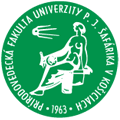 PRÍRODOVEDECKÁ FAKULTA UNIVERZITY P. J. ŠAFÁRIKA V KOŠICIACH
• 1963 •